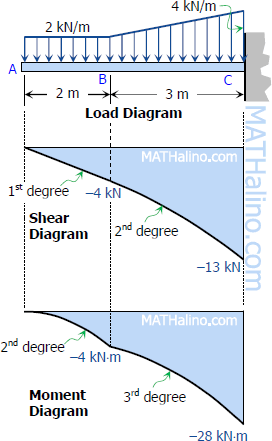 4 kN/m
2 kN/m
A
B
C
2 m
3 m
Load Diagram
MATHalino.com
MATHalino.com
1st degree
−4 kN
Shear
Diagram
2nd degree
−13 kN
MATHalino.com
2nd degree
−4 kN·m
3rd degree
Moment
Diagram
−28 kN·m